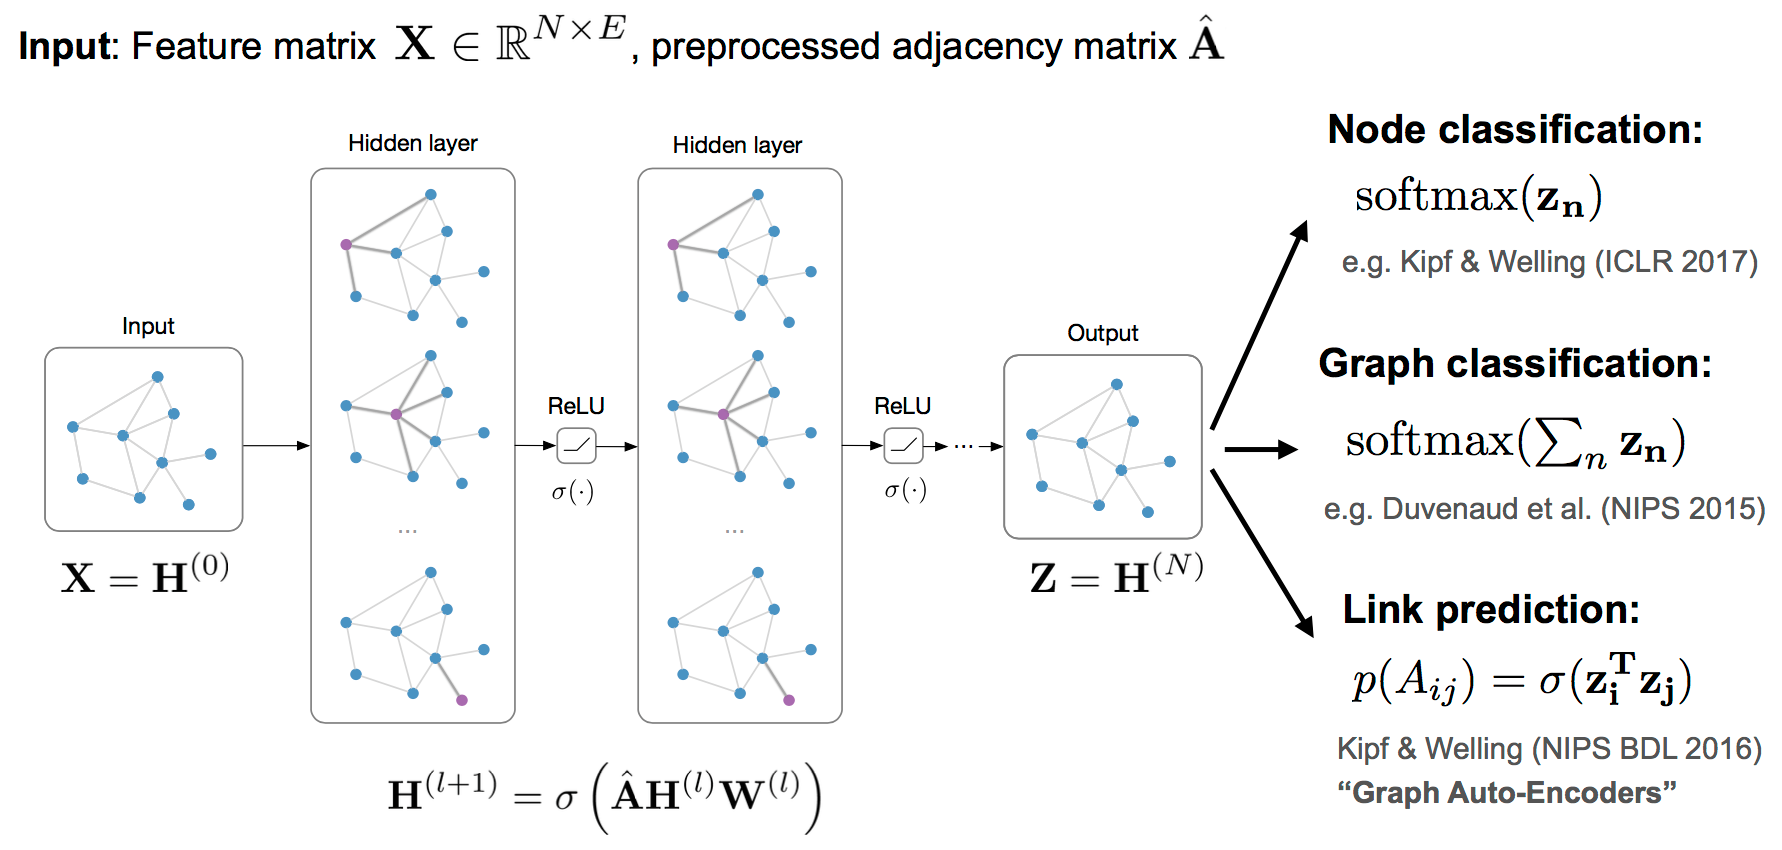 Input: Feature matrix X ∈ ℝ^{N×E}, preprocessed adjacency matrix Â
Hidden layer
Hidden layer
Input
Output
ReLU
ReLU
σ(·)
σ(·)
...
...
...
X = H^{(0)}
Z = H^{(N)}
H^{(l+1)} = σ(ÂH^{(l)}W^{(l)})
Node classification:
softmax(z_n)
e.g. Kipf & Welling (ICLR 2017)
Graph classification:
softmax(∑_n z_n)
e.g. Duvenaud et al. (NIPS 2015)
Link prediction:
p(A_{ij}) = σ(z_i^T z_j)
Kipf & Welling (NIPS BDL 2016)
“Graph Auto-Encoders”